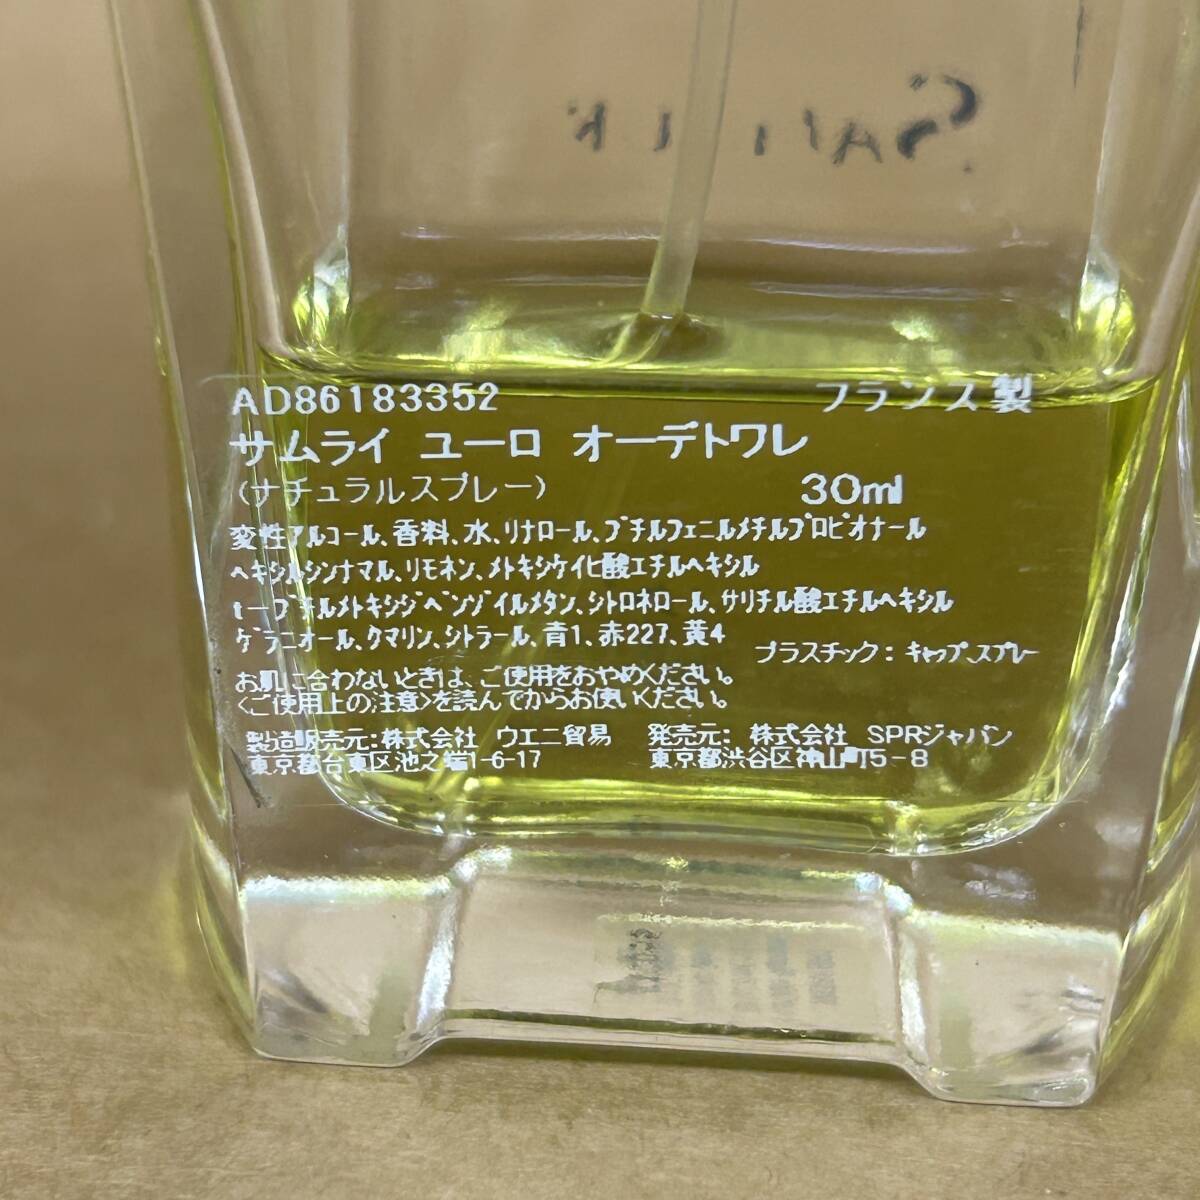 AD86183352 フランス製
サムライ ユーロ オーデトワレ
(ナチュラルスプレー) 30ml
変性アルコール、香料、水、リナロール、ブチルフェニルメチルプロピオナール
ヘキシルシンナマル、リモネン、メトキシケイヒ酸エチルヘキシル
t-ブチルメトキシジベンゾイルメタン、シトロネロール、サリチル酸エチルヘキシル
ゲラニオール、クマリン、シトラール、青1、赤227、黄4
プラスチック:キャップ、スプレー
お肌に合わないときは、ご使用をおやめください。
〈ご使用上の注意〉を読んでからお使いください。
製造販売元:株式会社 ウエニ貿易 発売元: 株式会社 SPRジャパン
東京都台東区池之端1-6-17 東京都渋谷区神山町5-8